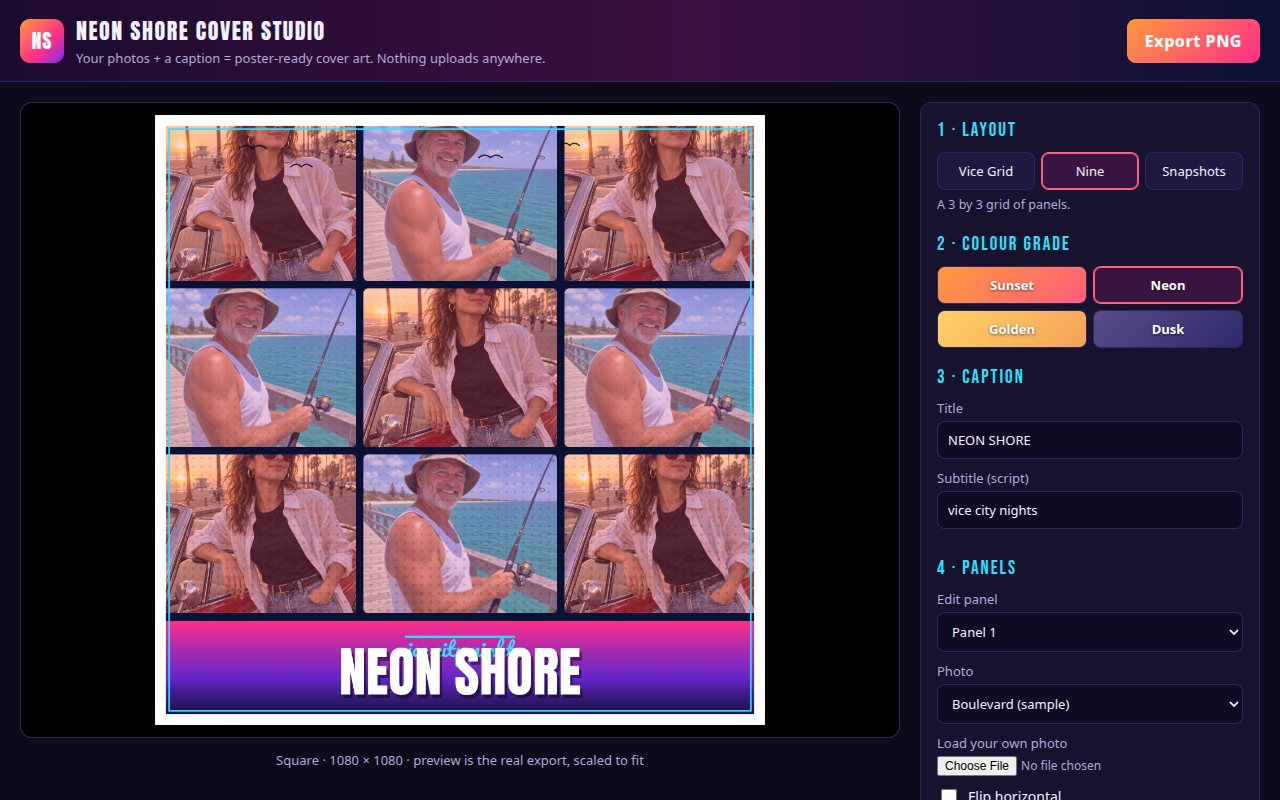 NS
NEON SHORE COVER STUDIO
Your photos + a caption = poster-ready cover art. Nothing uploads anywhere.
Export PNG
NEON SHORE
Square · 1080 × 1080 · preview is the real export, scaled to fit
1 · LAYOUT
Vice Grid
Nine
Snapshots
A 3 by 3 grid of panels.
2 · COLOUR GRADE
Sunset
Neon
Golden
Dusk
3 · CAPTION
Title
NEON SHORE
Subtitle (script)
vice city nights
4 · PANELS
Edit panel
Panel 1
Photo
Boulevard (sample)
Load your own photo
Choose File No file chosen
Flip horizontal